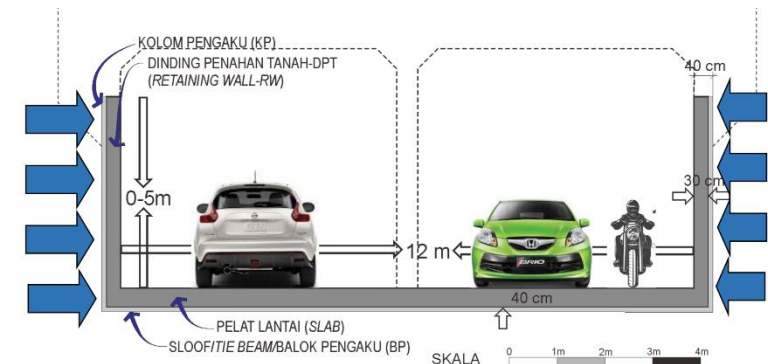 KOLOM PENGAKU (KP)
DINDING PENAHAN TANAH-DPT
(RETAINING WALL-RW)
40 cm
0-5m
30 cm
12 m
BRIO
40 cm
PELAT LANTAI (SLAB)
SLOOF/TIE BEAM/BALOK PENGAKU (BP)
SKALA
0 1m 2m 3m 4m